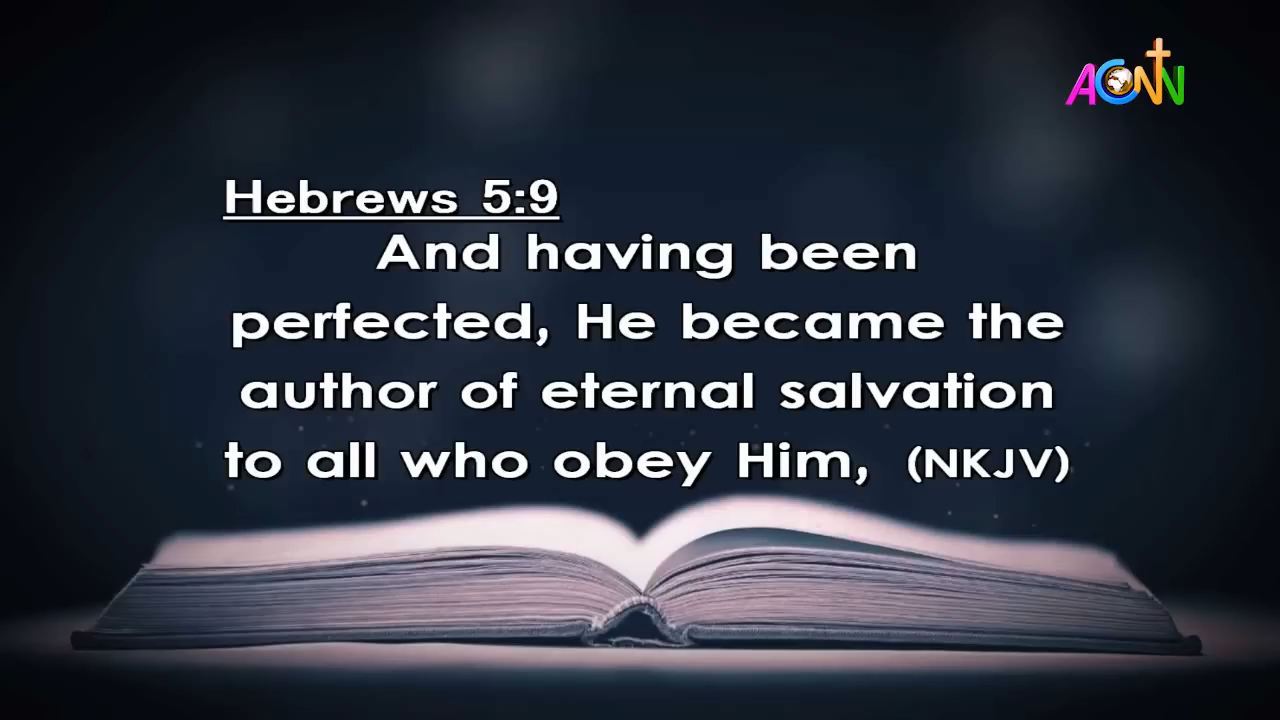 ACNN
Hebrews 5:9
And having been
perfected, He became the
author of eternal salvation
to all who obey Him, (NKJV)